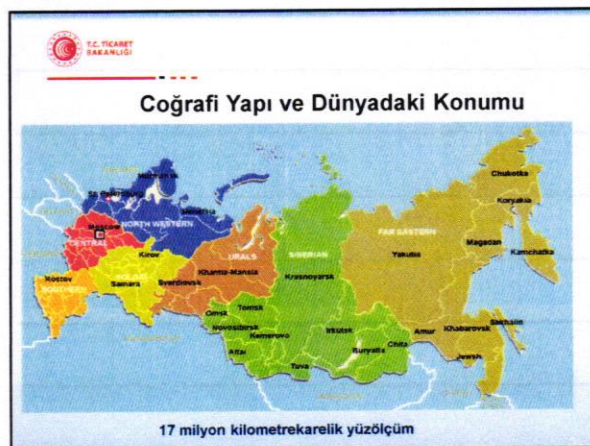 T.C. TİCARET
BAKANLIĞI
Coğrafi Yapı ve Dünyadaki Konumu
Murmansk
St. Petersburg
NORTH WESTERN
Moscow
CENTRAL
Kirov
VOLGA
Samara
Rostov
SOUTHERN
URALS
Khantia-Mansia
Sverdlovsk
SIBERIAN
Krasnoyarsk
Omsk
Tomsk
Novosibirsk
Kemerovo
Altai
Tuva
Irkutsk
Buryatia
Chita
FAR EASTERN
Yakutia
Chukotka
Koryakia
Magadan
Kamchatka
Amur
Khabarovsk
Sakhalin
Jewish
17 milyon kilometrekarelik yüzölçüm